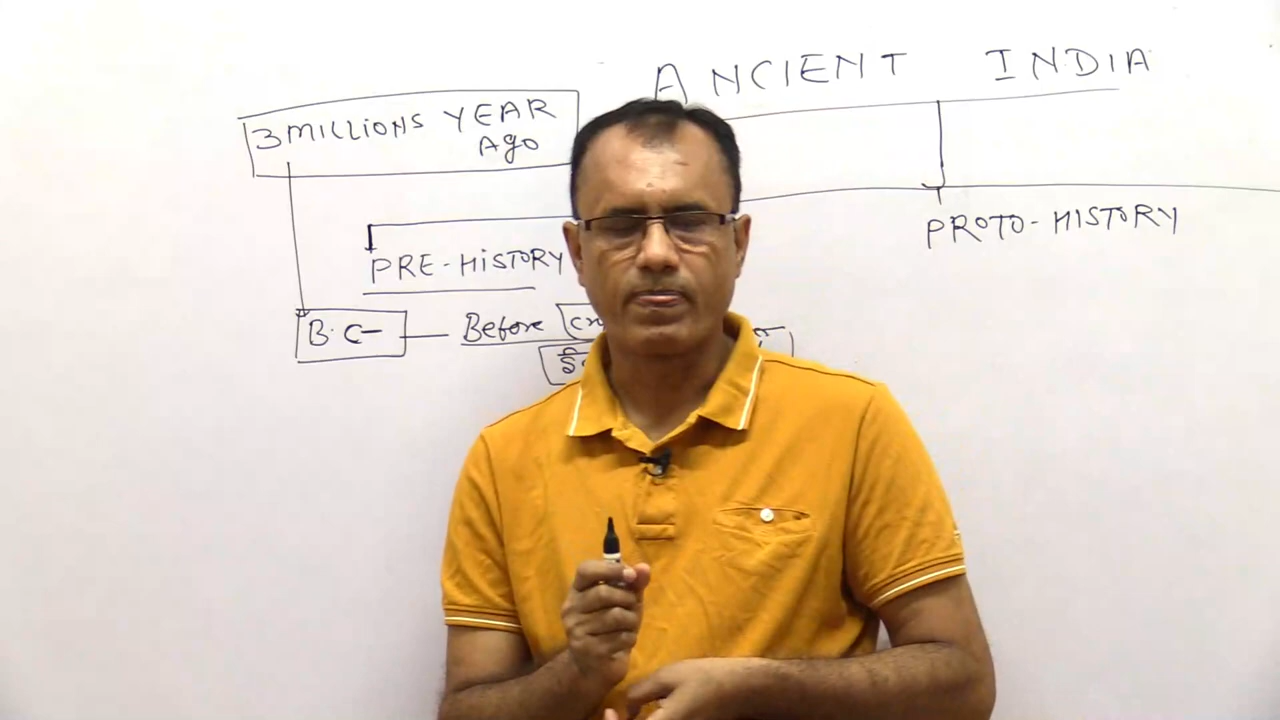 ANCIENT INDIA
3 MILLIONS YEAR
Ago
PROTO-HISTORY
PRE-HISTORY
B.C- Before